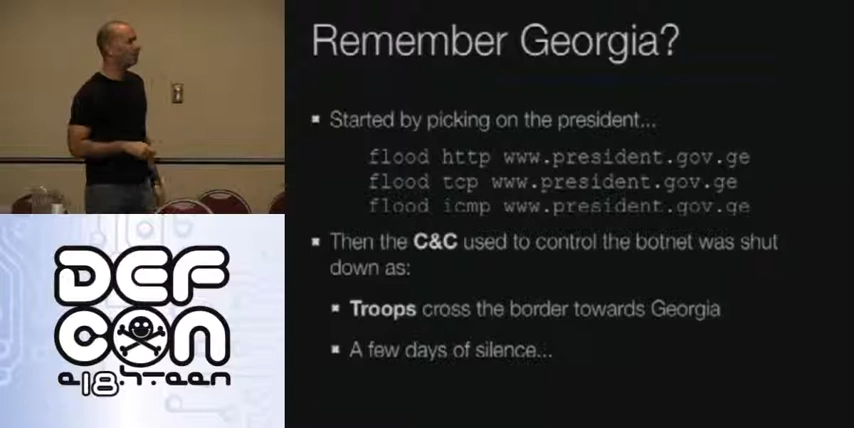 Remember Georgia?
Started by picking on the president...
flood http www.president.gov.ge
flood tcp www.president.gov.ge
flood icmp www.president.gov.ge
Then the C&C used to control the botnet was shut
down as:
Troops cross the border towards Georgia
A few days of silence...
DEF
CON
e18.hteen